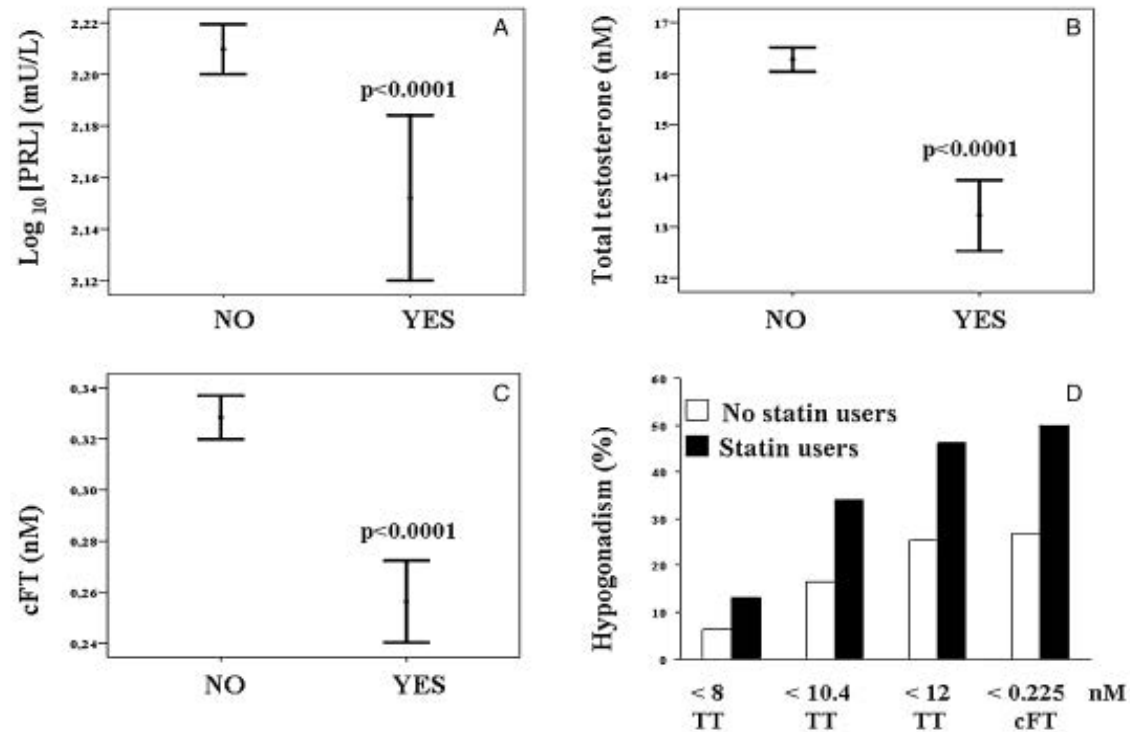 A
Log 10 [PRL] (mU/L)
2,22
2,20
2,18
2,16
2,14
2,12
p<0.0001
NO YES
B
Total testosterone (nM)
17
16
15
14
13
12
p<0.0001
NO YES
C
cFT (nM)
0,34
0,32
0,30
0,28
0,26
0,24
p<0.0001
NO YES
D
Hypogonadism (%)
60
50
40
30
20
10
0
No statin users
Statin users
< 8 < 10.4 < 12 < 0.225 nM
TT TT TT cFT